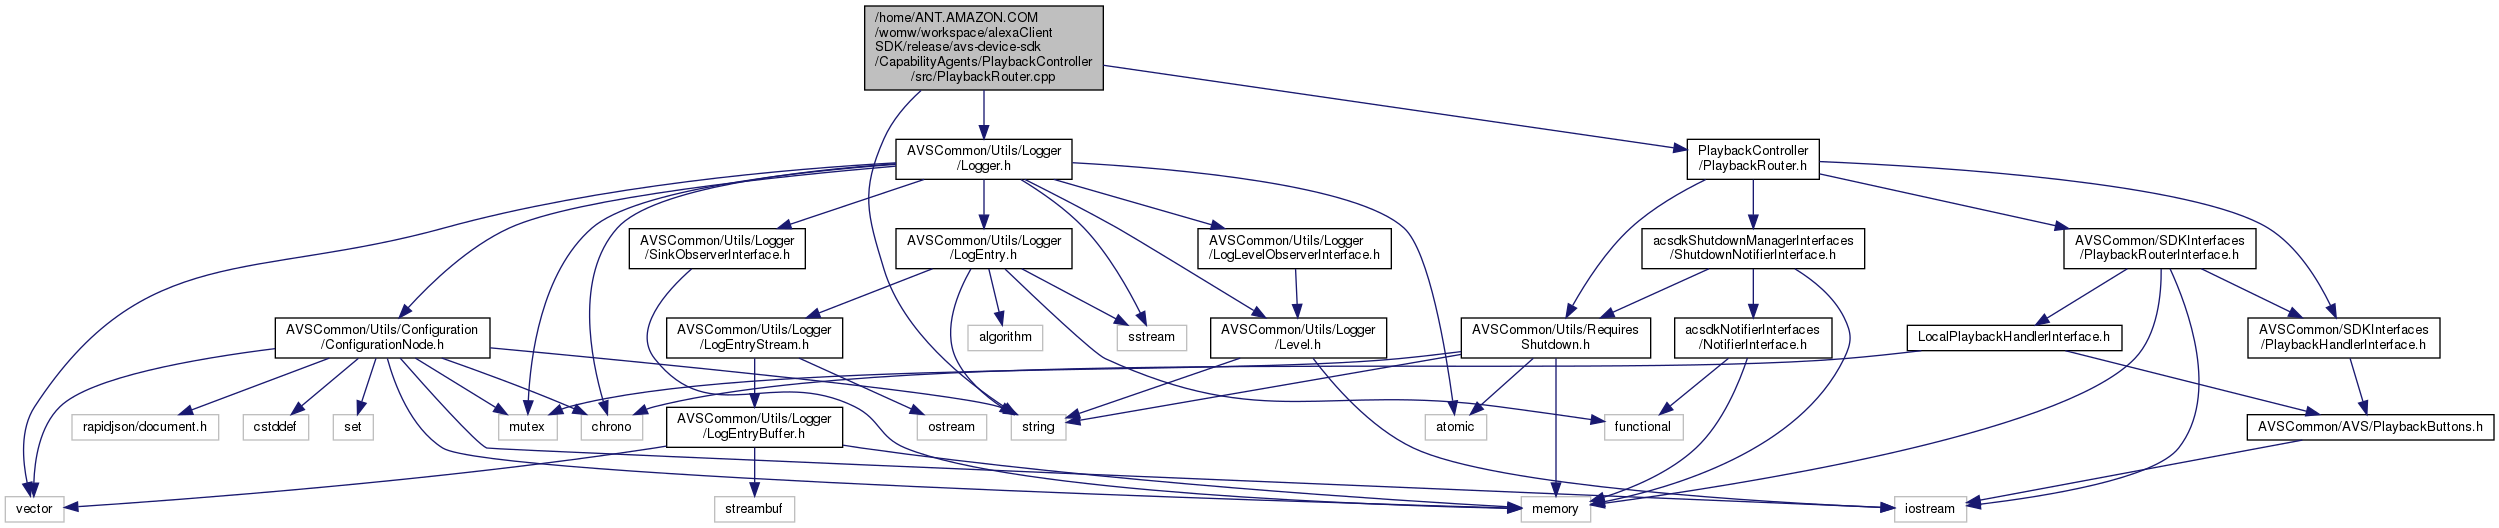 /home/ANT.AMAZON.COM
/womw/workspace/alexaClient
SDK/release/avs-device-sdk
/CapabilityAgents/PlaybackController
/src/PlaybackRouter.cpp
AVSCommon/Utils/Logger
/Logger.h
PlaybackController
/PlaybackRouter.h
AVSCommon/Utils/Logger
/SinkObserverInterface.h
AVSCommon/Utils/Logger
/LogEntry.h
AVSCommon/Utils/Logger
/LogLevelObserverInterface.h
acsdkShutdownManagerInterfaces
/ShutdownNotifierInterface.h
AVSCommon/SDKInterfaces
/PlaybackRouterInterface.h
AVSCommon/Utils/Configuration
/ConfigurationNode.h
AVSCommon/Utils/Logger
/LogEntryStream.h
algorithm
sstream
AVSCommon/Utils/Logger
/Level.h
AVSCommon/Utils/Requires
Shutdown.h
acsdkNotifierInterfaces
/NotifierInterface.h
LocalPlaybackHandlerInterface.h
AVSCommon/SDKInterfaces
/PlaybackHandlerInterface.h
rapidjson/document.h
cstddef
set
mutex
chrono
AVSCommon/Utils/Logger
/LogEntryBuffer.h
ostream
string
atomic
functional
AVSCommon/AVS/PlaybackButtons.h
vector
streambuf
memory
iostream